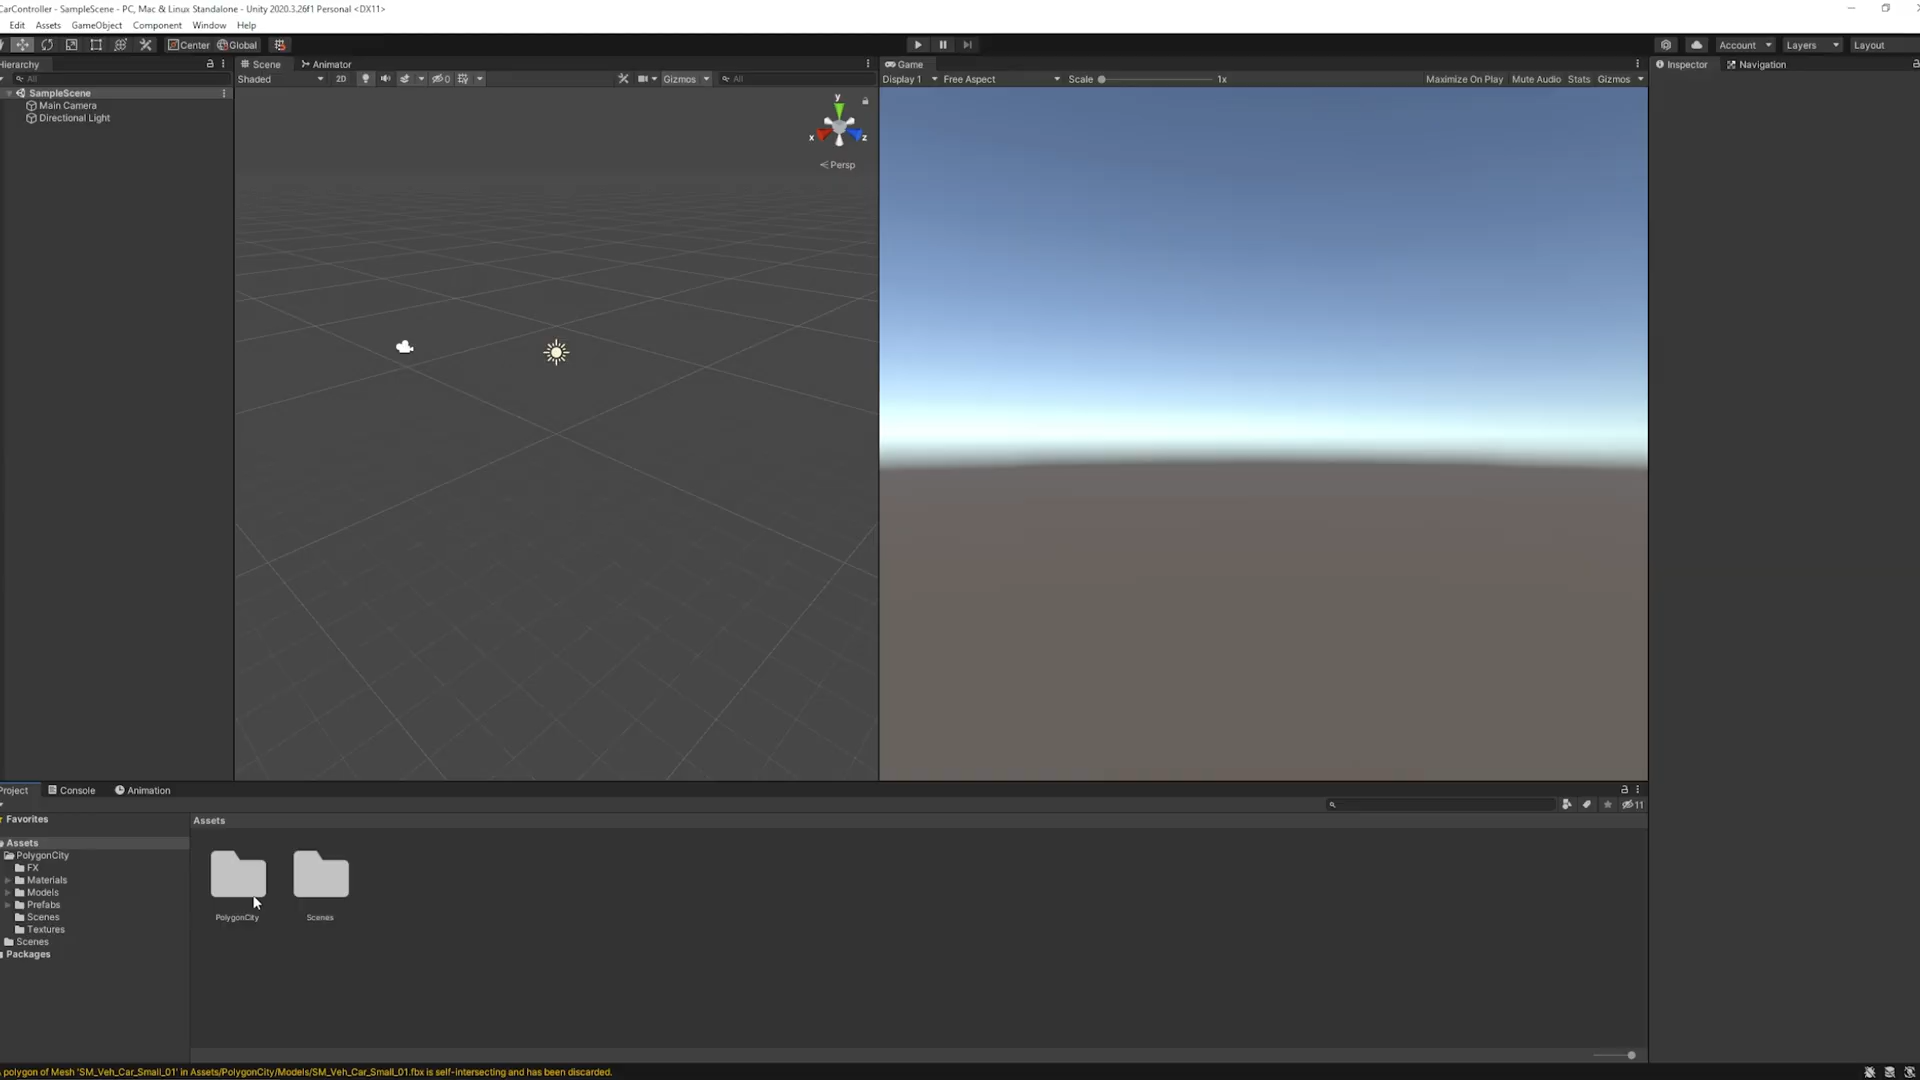 CarController - SampleScene - PC, Mac & Linux Standalone - Unity 2020.3.26f1 Personal <DX11>
Edit Assets GameObject Component Window Help
Center Global
Account Layers Layout
Hierarchy
Scene Animator
Game
Inspector Navigation
All
Shaded 2D 0 Gizmos All
Display 1 Free Aspect Scale 1x Maximize On Play Mute Audio Stats Gizmos
SampleScene
Main Camera
Directional Light
y
x z
Persp
Project Console Animation
11
Favorites
Assets
Assets
PolygonCity
FX
Materials
Models
Prefabs
Scenes
Textures
Scenes
Packages
PolygonCity Scenes
polygon of Mesh 'SM_Veh_Car_Small_01' in Assets/PolygonCity/Models/SM_Veh_Car_Small_01.fbx is self-intersecting and has been discarded.